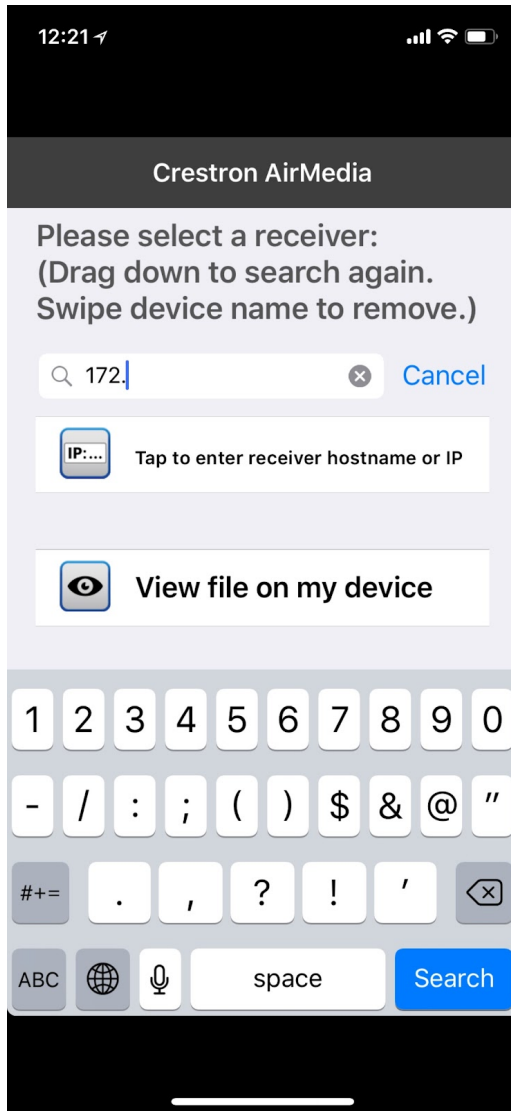 12:21
Crestron AirMedia
Please select a receiver:
(Drag down to search again.
Swipe device name to remove.)
172.
Cancel
IP:...
Tap to enter receiver hostname or IP
View file on my device
1 2 3 4 5 6 7 8 9 0
- / : ; ( ) $ & @ "
#+= . , ? ! '
ABC space Search